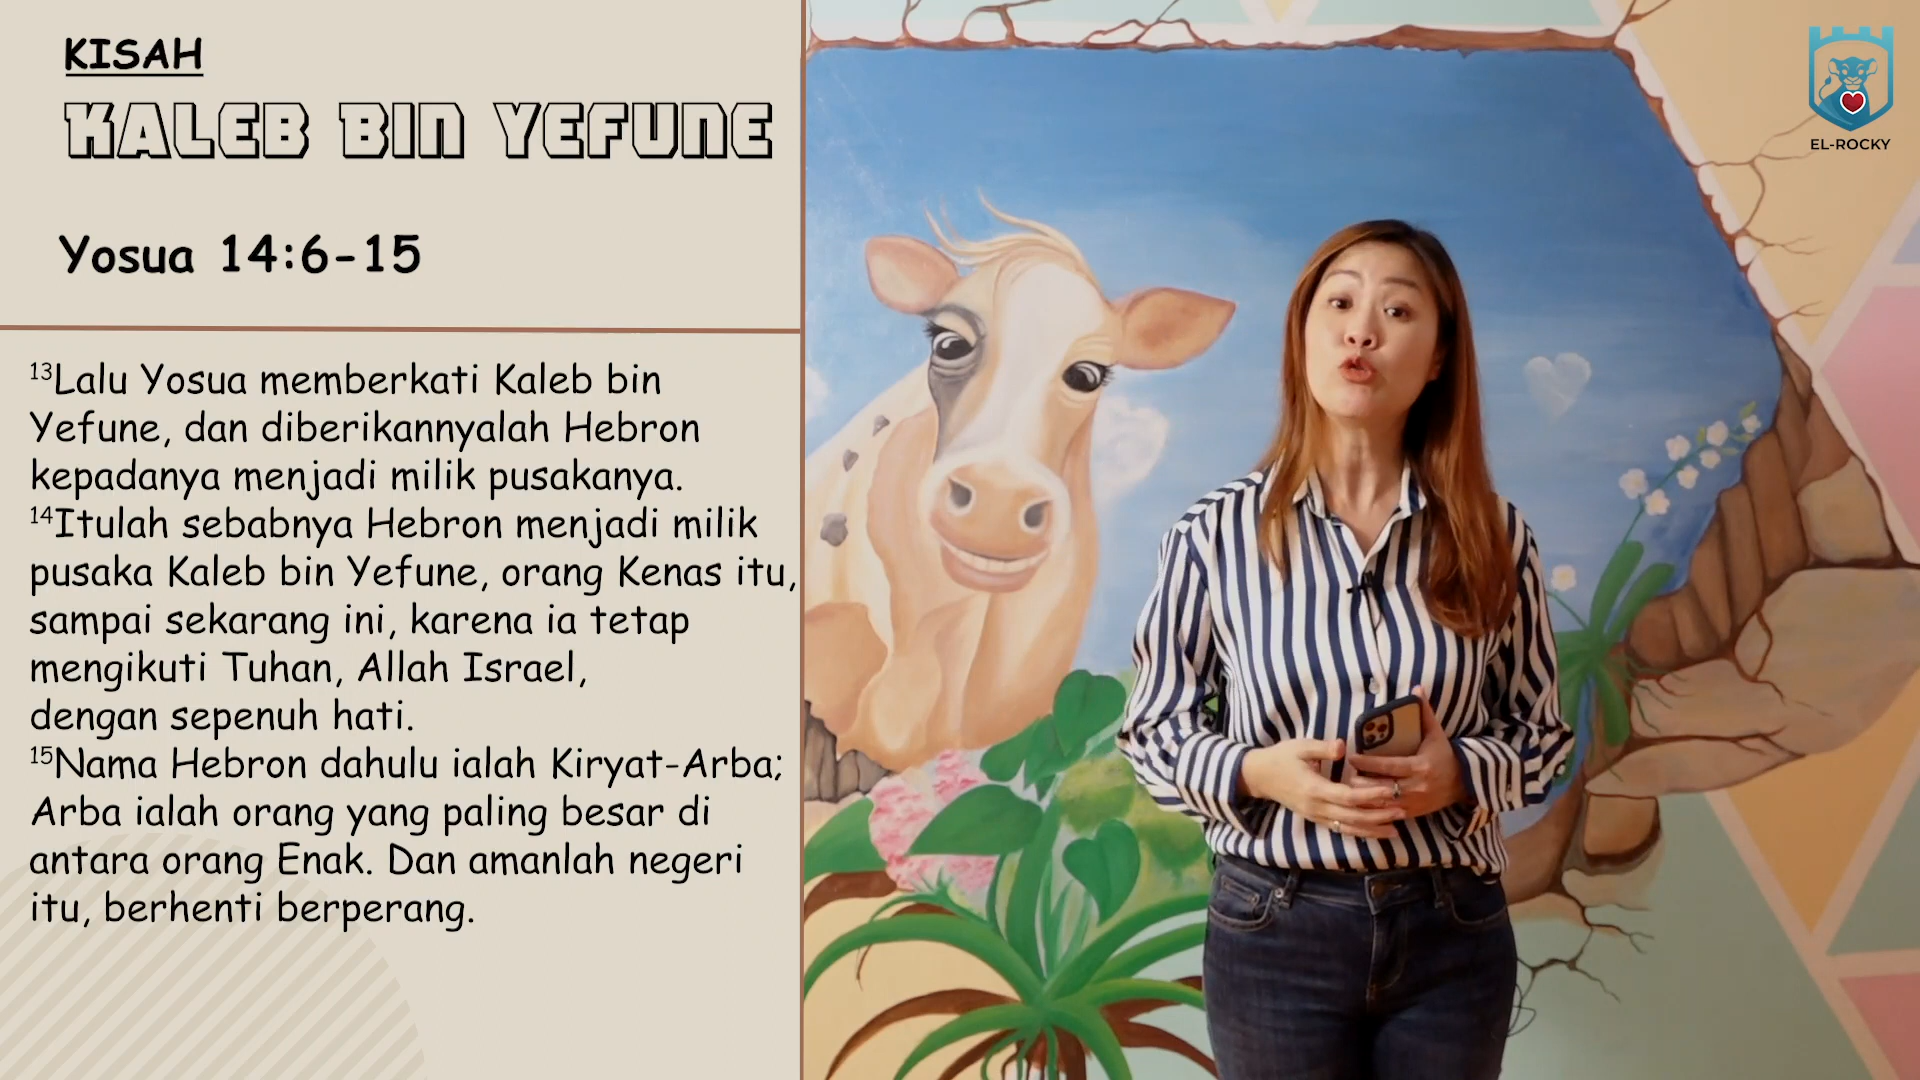 KISAH
KALEB BIN YEFUNE
Yosua 14:6-15
¹³Lalu Yosua memberkati Kaleb bin
Yefune, dan diberikannyalah Hebron
kepadanya menjadi milik pusakanya.
¹⁴Itulah sebabnya Hebron menjadi milik
pusaka Kaleb bin Yefune, orang Kenas itu,
sampai sekarang ini, karena ia tetap
mengikuti Tuhan, Allah Israel,
dengan sepenuh hati.
¹⁵Nama Hebron dahulu ialah Kiryat-Arba;
Arba ialah orang yang paling besar di
antara orang Enak. Dan amanlah negeri
itu, berhenti berperang.
EL-ROCKY